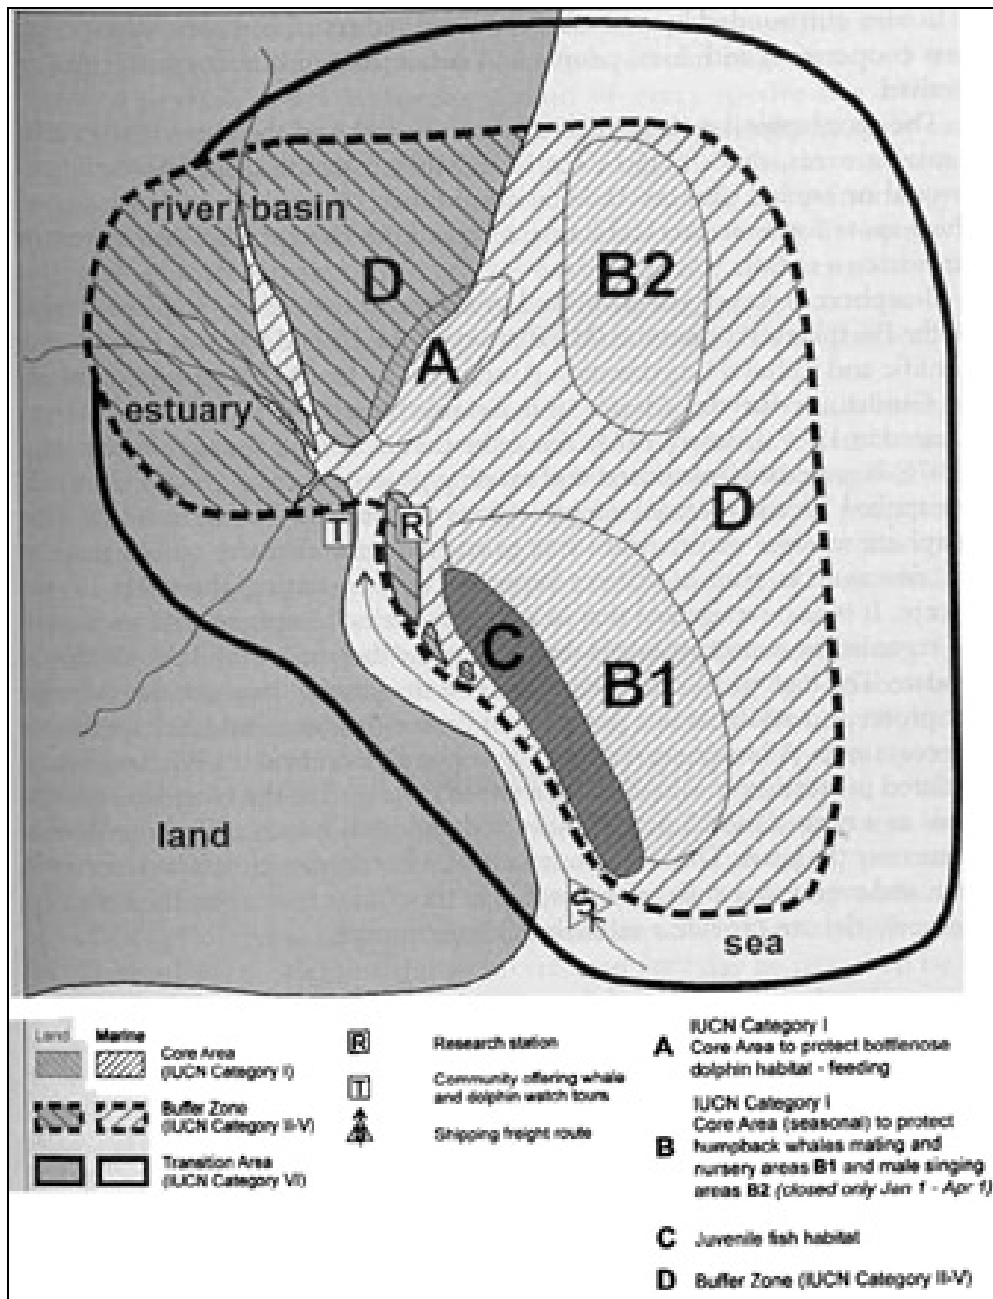 river basin
D
B2
A
estuary
D
T
R
C
B1
land
S
sea
Land
Marine
Core Area
(IUCN Category I)
Buffer Zone
(IUCN Category II-V)
Transition Area
(IUCN Category VI)
R
Research station
T
Community offering whale
and dolphin watch tours
S
Shipping freight route
A
IUCN Category I
Core Area to protect bottlenose
dolphin habitat - feeding
B
IUCN Category I
Core Area (seasonal) to protect
humpback whales mating and
nursery areas B1 and male singing
areas B2 (closed only Jan 1 - Apr 1)
C
Juvenile fish habitat
D
Buffer Zone (IUCN Category II-V)